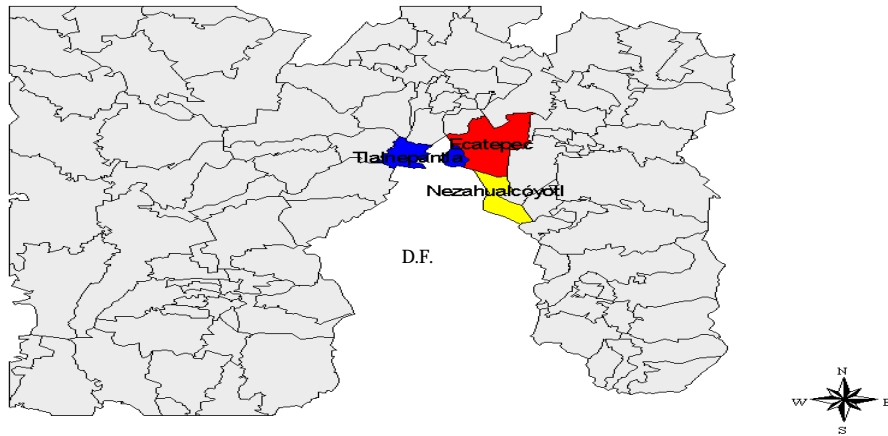 Ecatepec
Tlalnepantla
Nezahualcóyotl
D.F.
N
W E
S